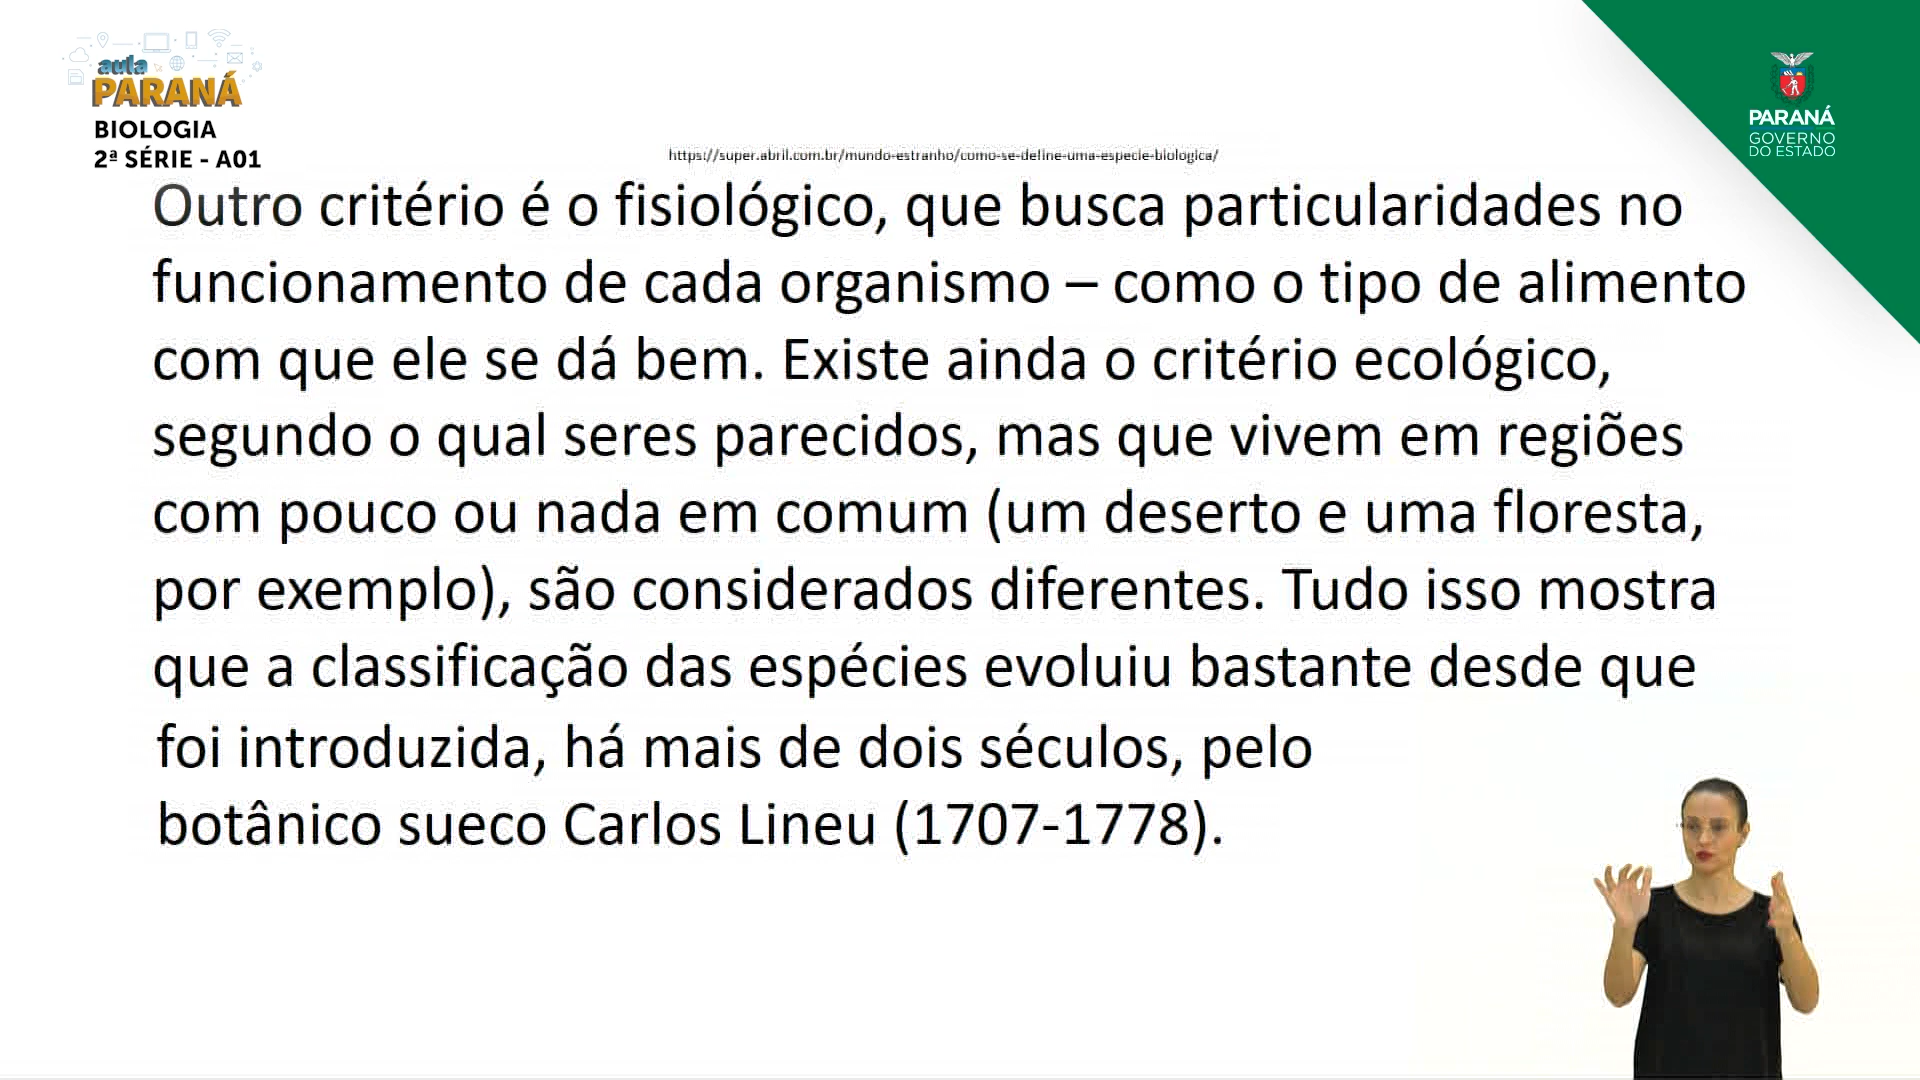 aula
PARANÁ
BIOLOGIA
2ª SÉRIE - A01
PARANÁ
GOVERNO
DO ESTADO
https://super.abril.com.br/mundo-estranho/como-se-define-uma-especie-biologica/
Outro critério é o fisiológico, que busca particularidades no
funcionamento de cada organismo – como o tipo de alimento
com que ele se dá bem. Existe ainda o critério ecológico,
segundo o qual seres parecidos, mas que vivem em regiões
com pouco ou nada em comum (um deserto e uma floresta,
por exemplo), são considerados diferentes. Tudo isso mostra
que a classificação das espécies evoluiu bastante desde que
foi introduzida, há mais de dois séculos, pelo
botânico sueco Carlos Lineu (1707-1778).